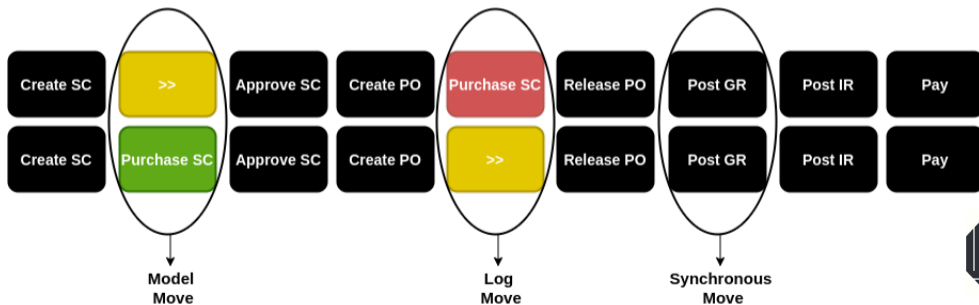 Create SC >> Approve SC Create PO Purchase SC Release PO Post GR Post IR Pay
Create SC Purchase SC Approve SC Create PO >> Release PO Post GR Post IR Pay
Model Log Synchronous
Move Move Move